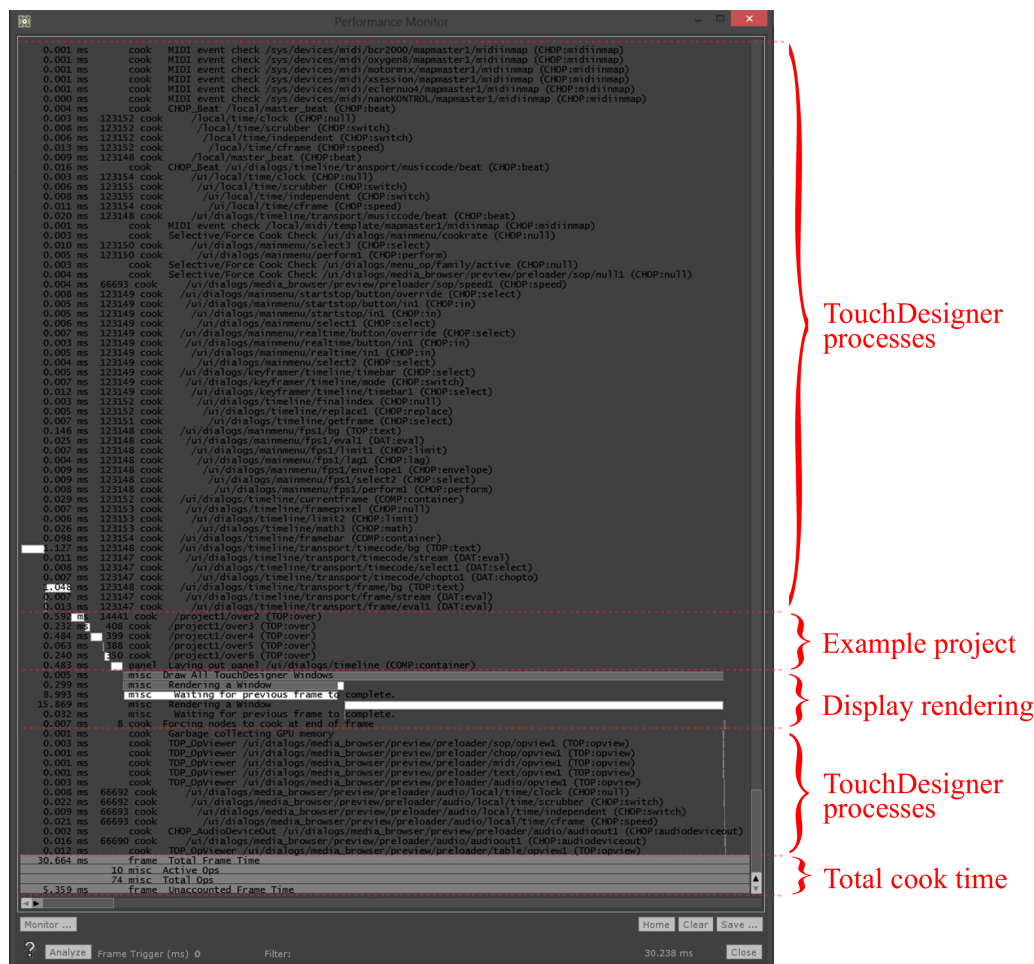 Performance Monitor
0.001 ms cook MIDI event check /sys/devices/midi/bcr2000/mapmaster1/midiinmap (CHOP:midiinmap)
0.001 ms cook MIDI event check /sys/devices/midi/oxygen8/mapmaster1/midiinmap (CHOP:midiinmap)
0.001 ms cook MIDI event check /sys/devices/midi/motormix/mapmaster1/midiinmap (CHOP:midiinmap)
0.001 ms cook MIDI event check /sys/devices/midi/xsession/mapmaster1/midiinmap (CHOP:midiinmap)
0.001 ms cook MIDI event check /sys/devices/midi/eclernuo4/mapmaster1/midiinmap (CHOP:midiinmap)
0.000 ms cook MIDI event check /sys/devices/midi/nanoKONTROL/mapmaster1/midiinmap (CHOP:midiinmap)
0.004 ms cook CHOP_Beat /local/master_beat (CHOP:beat)
0.003 ms 123152 cook /local/time/clock (CHOP:null)
0.008 ms 123152 cook /local/time/scrubber (CHOP:switch)
0.006 ms 123152 cook /local/time/independent (CHOP:switch)
0.013 ms 123152 cook /local/time/cframe (CHOP:speed)
0.009 ms 123148 cook /local/master_beat (CHOP:beat)
0.016 ms cook CHOP_Beat /ui/dialogs/timeline/transport/musiccode/beat (CHOP:beat)
0.003 ms 123154 cook /ui/local/time/clock (CHOP:null)
0.006 ms 123155 cook /ui/local/time/scrubber (CHOP:switch)
0.008 ms 123155 cook /ui/local/time/independent (CHOP:switch)
0.011 ms 123154 cook /ui/local/time/cframe (CHOP:speed)
0.020 ms 123148 cook /ui/dialogs/timeline/transport/musiccode/beat (CHOP:beat)
0.001 ms cook MIDI event check /local/midi/template/mapmaster1/midiinmap (CHOP:midiinmap)
0.003 ms cook Selective/Force Cook Check /ui/dialogs/mainmenu/cookrate (CHOP:null)
0.010 ms 123150 cook /ui/dialogs/mainmenu/select3 (CHOP:select)
0.005 ms 123150 cook /ui/dialogs/mainmenu/perform1 (CHOP:perform)
0.003 ms cook Selective/Force Cook Check /ui/dialogs/menu_op/family/active (CHOP:null)
0.004 ms cook Selective/Force Cook Check /ui/dialogs/media_browser/preview/preloader/sop/null1 (CHOP:null)
0.004 ms 66693 cook /ui/dialogs/media_browser/preview/preloader/sop/speed1 (CHOP:speed)
0.008 ms 123149 cook /ui/dialogs/mainmenu/startstop/button/override (CHOP:select)
0.005 ms 123149 cook /ui/dialogs/mainmenu/startstop/button/in1 (CHOP:in)
0.005 ms 123149 cook /ui/dialogs/mainmenu/startstop/in1 (CHOP:in)
0.006 ms 123149 cook /ui/dialogs/mainmenu/select1 (CHOP:select)
0.007 ms 123149 cook /ui/dialogs/mainmenu/realtime/button/override (CHOP:select)
0.003 ms 123149 cook /ui/dialogs/mainmenu/realtime/button/in1 (CHOP:in)
0.005 ms 123149 cook /ui/dialogs/mainmenu/realtime/in1 (CHOP:in)
0.004 ms 123149 cook /ui/dialogs/mainmenu/select2 (CHOP:select)
0.005 ms 123149 cook /ui/dialogs/keyframer/timeline/timebar (CHOP:select)
0.007 ms 123149 cook /ui/dialogs/keyframer/timeline/mode (CHOP:switch)
0.012 ms 123149 cook /ui/dialogs/keyframer/timeline/timebar1 (CHOP:select)
0.003 ms 123152 cook /ui/dialogs/timeline/finalindex (CHOP:null)
0.005 ms 123152 cook /ui/dialogs/timeline/replace1 (CHOP:replace)
0.007 ms 123151 cook /ui/dialogs/timeline/getframe (CHOP:select)
0.146 ms 123148 cook /ui/dialogs/mainmenu/fps1/bg (TOP:text)
0.025 ms 123148 cook /ui/dialogs/mainmenu/fps1/eval1 (DAT:eval)
0.007 ms 123148 cook /ui/dialogs/mainmenu/fps1/limit1 (CHOP:limit)
0.004 ms 123148 cook /ui/dialogs/mainmenu/fps1/lag1 (CHOP:lag)
0.009 ms 123148 cook /ui/dialogs/mainmenu/fps1/envelope1 (CHOP:envelope)
0.009 ms 123148 cook /ui/dialogs/mainmenu/fps1/select2 (CHOP:select)
0.008 ms 123148 cook /ui/dialogs/mainmenu/fps1/perform1 (CHOP:perform)
0.029 ms 123152 cook /ui/dialogs/timeline/currentframe (COMP:container)
0.007 ms 123153 cook /ui/dialogs/timeline/framepixel (CHOP:null)
0.006 ms 123153 cook /ui/dialogs/timeline/limit2 (CHOP:limit)
0.026 ms 123153 cook /ui/dialogs/timeline/math3 (CHOP:math)
0.098 ms 123154 cook /ui/dialogs/timeline/framebar (COMP:container)
1.127 ms 123148 cook /ui/dialogs/timeline/transport/timecode/bg (TOP:text)
0.011 ms 123147 cook /ui/dialogs/timeline/transport/timecode/stream (DAT:eval)
0.008 ms 123147 cook /ui/dialogs/timeline/transport/timecode/select1 (DAT:select)
0.007 ms 123147 cook /ui/dialogs/timeline/transport/timecode/chopto1 (DAT:chopto)
1.048 ms 123148 cook /ui/dialogs/timeline/transport/frame/bg (TOP:text)
0.007 ms 123147 cook /ui/dialogs/timeline/transport/frame/stream (DAT:eval)
0.013 ms 123147 cook /ui/dialogs/timeline/transport/frame/eval1 (DAT:eval)
TouchDesigner
processes
0.592 ms 14441 cook /project1/over2 (TOP:over)
0.232 ms 408 cook /project1/over3 (TOP:over)
0.484 ms 399 cook /project1/over4 (TOP:over)
0.063 ms 388 cook /project1/over5 (TOP:over)
0.240 ms 350 cook /project1/over6 (TOP:over)
0.483 ms panel Laying out panel /ui/dialogs/timeline (COMP:container)
Example project
0.005 ms misc Draw All TouchDesigner Windows
0.299 ms misc Rendering a Window
8.993 ms misc Waiting for previous frame to complete.
15.869 ms misc Rendering a Window
0.032 ms misc Waiting for previous frame to complete.
0.007 ms 8 cook Forcing nodes to cook at end of frame
Display rendering
0.001 ms cook Garbage collecting GPU memory
0.003 ms cook TOP_OpViewer /ui/dialogs/media_browser/preview/preloader/sop/opview1 (TOP:opview)
0.001 ms cook TOP_OpViewer /ui/dialogs/media_browser/preview/preloader/chop/opview1 (TOP:opview)
0.001 ms cook TOP_OpViewer /ui/dialogs/media_browser/preview/preloader/midi/opview1 (TOP:opview)
0.001 ms cook TOP_OpViewer /ui/dialogs/media_browser/preview/preloader/text/opview1 (TOP:opview)
0.003 ms cook TOP_OpViewer /ui/dialogs/media_browser/preview/preloader/audio/opview1 (TOP:opview)
0.008 ms 66692 cook /ui/dialogs/media_browser/preview/preloader/audio/local/time/clock (CHOP:null)
0.022 ms 66692 cook /ui/dialogs/media_browser/preview/preloader/audio/local/time/scrubber (CHOP:switch)
0.009 ms 66693 cook /ui/dialogs/media_browser/preview/preloader/audio/local/time/independent (CHOP:switch)
0.021 ms 66693 cook /ui/dialogs/media_browser/preview/preloader/audio/local/time/cframe (CHOP:speed)
0.002 ms cook CHOP_AudioDeviceOut /ui/dialogs/media_browser/preview/preloader/audio/audioout1 (CHOP:audiodeviceout)
0.016 ms 66690 cook /ui/dialogs/media_browser/preview/preloader/audio/audioout1 (CHOP:audiodeviceout)
0.012 ms cook TOP_OpViewer /ui/dialogs/media_browser/preview/preloader/table/opview1 (TOP:opview)
TouchDesigner
processes
30.664 ms frame Total Frame Time
10 misc Active Ops
74 misc Total Ops
5.359 ms frame Unaccounted Frame Time
Total cook time
Monitor ... Home Clear Save ...
? Analyze Frame Trigger (ms) 0 Filter: 30.238 ms Close